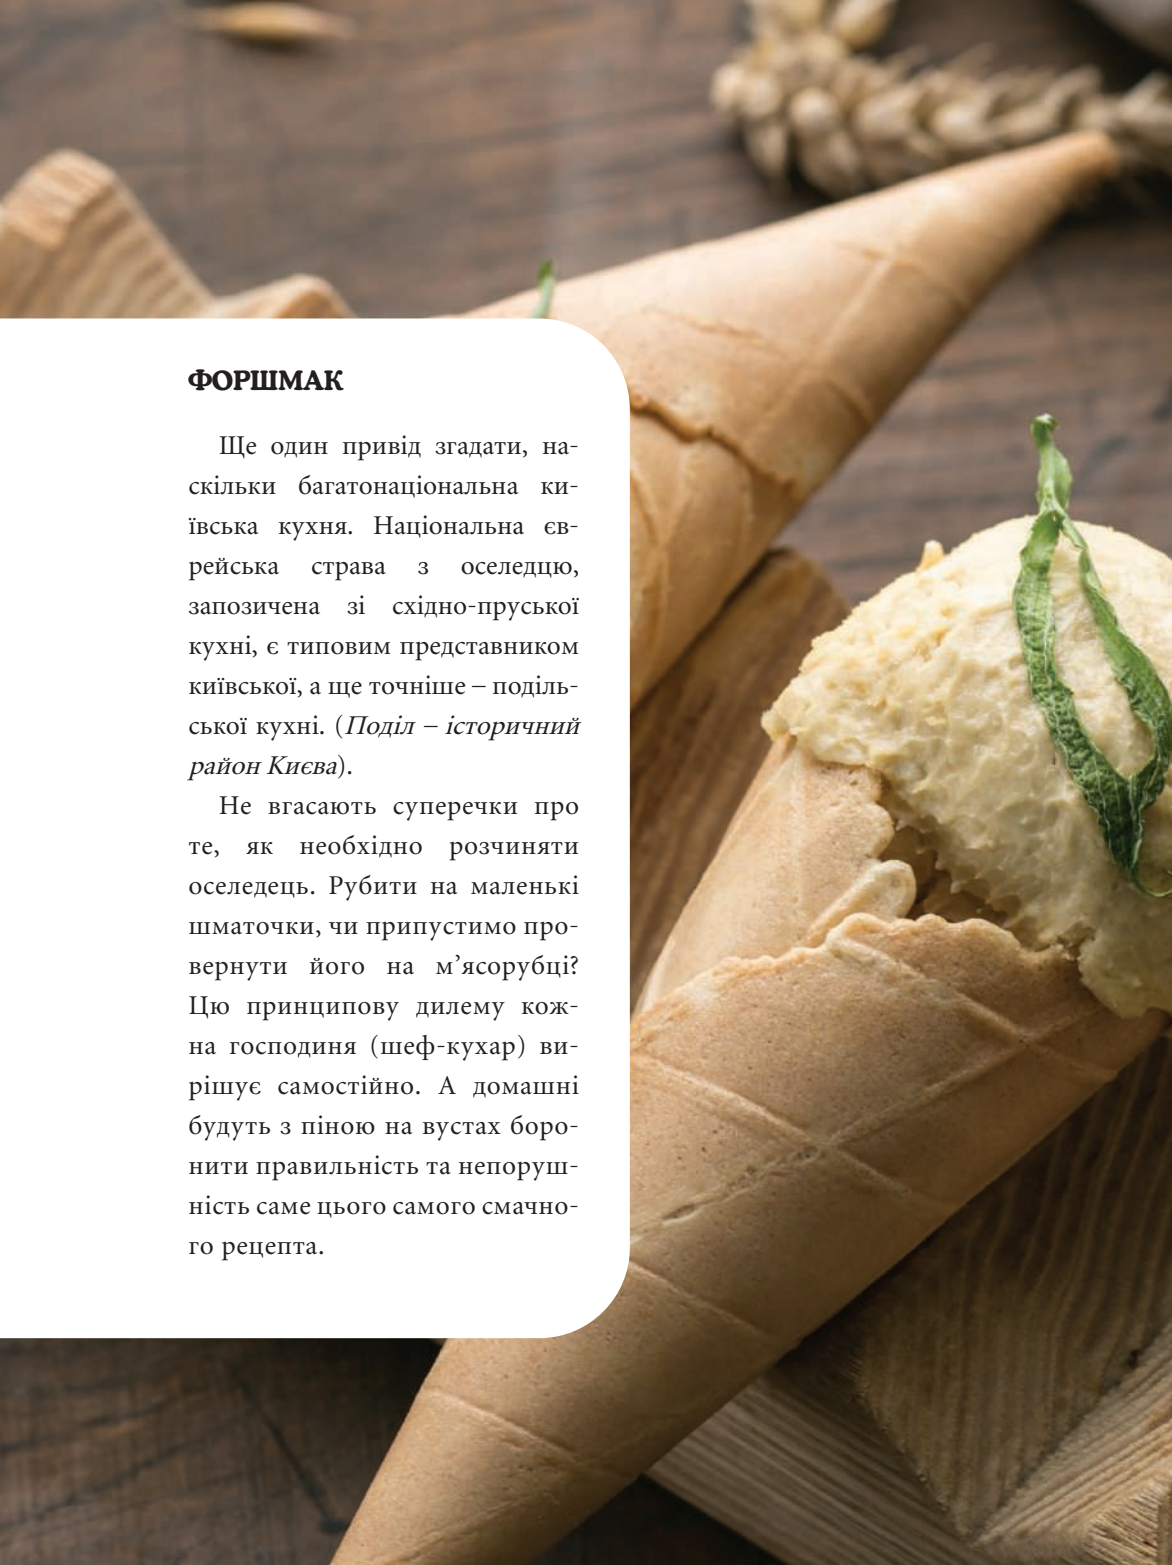 ФОРШМАК
Ще один привід згадати, на-
скільки багатонаціональна ки-
ївська кухня. Національна єв-
рейська страва з оселедцю,
запозичена зі східно-пруської
кухні, є типовим представником
київської, а ще точніше – поділь-
ської кухні. (Поділ – історичний
район Києва).
Не вгасають суперечки про
те, як необхідно розчиняти
оселедець. Рубити на маленькі
шматочки, чи припустимо про-
вернути його на м’ясорубці?
Цю принципову дилему кож-
на господиня (шеф-кухар) ви-
рішує самостійно. А домашні
будуть з піною на вустах боро-
нити правильність та непоруш-
ність саме цього самого смачно-
го рецепта.